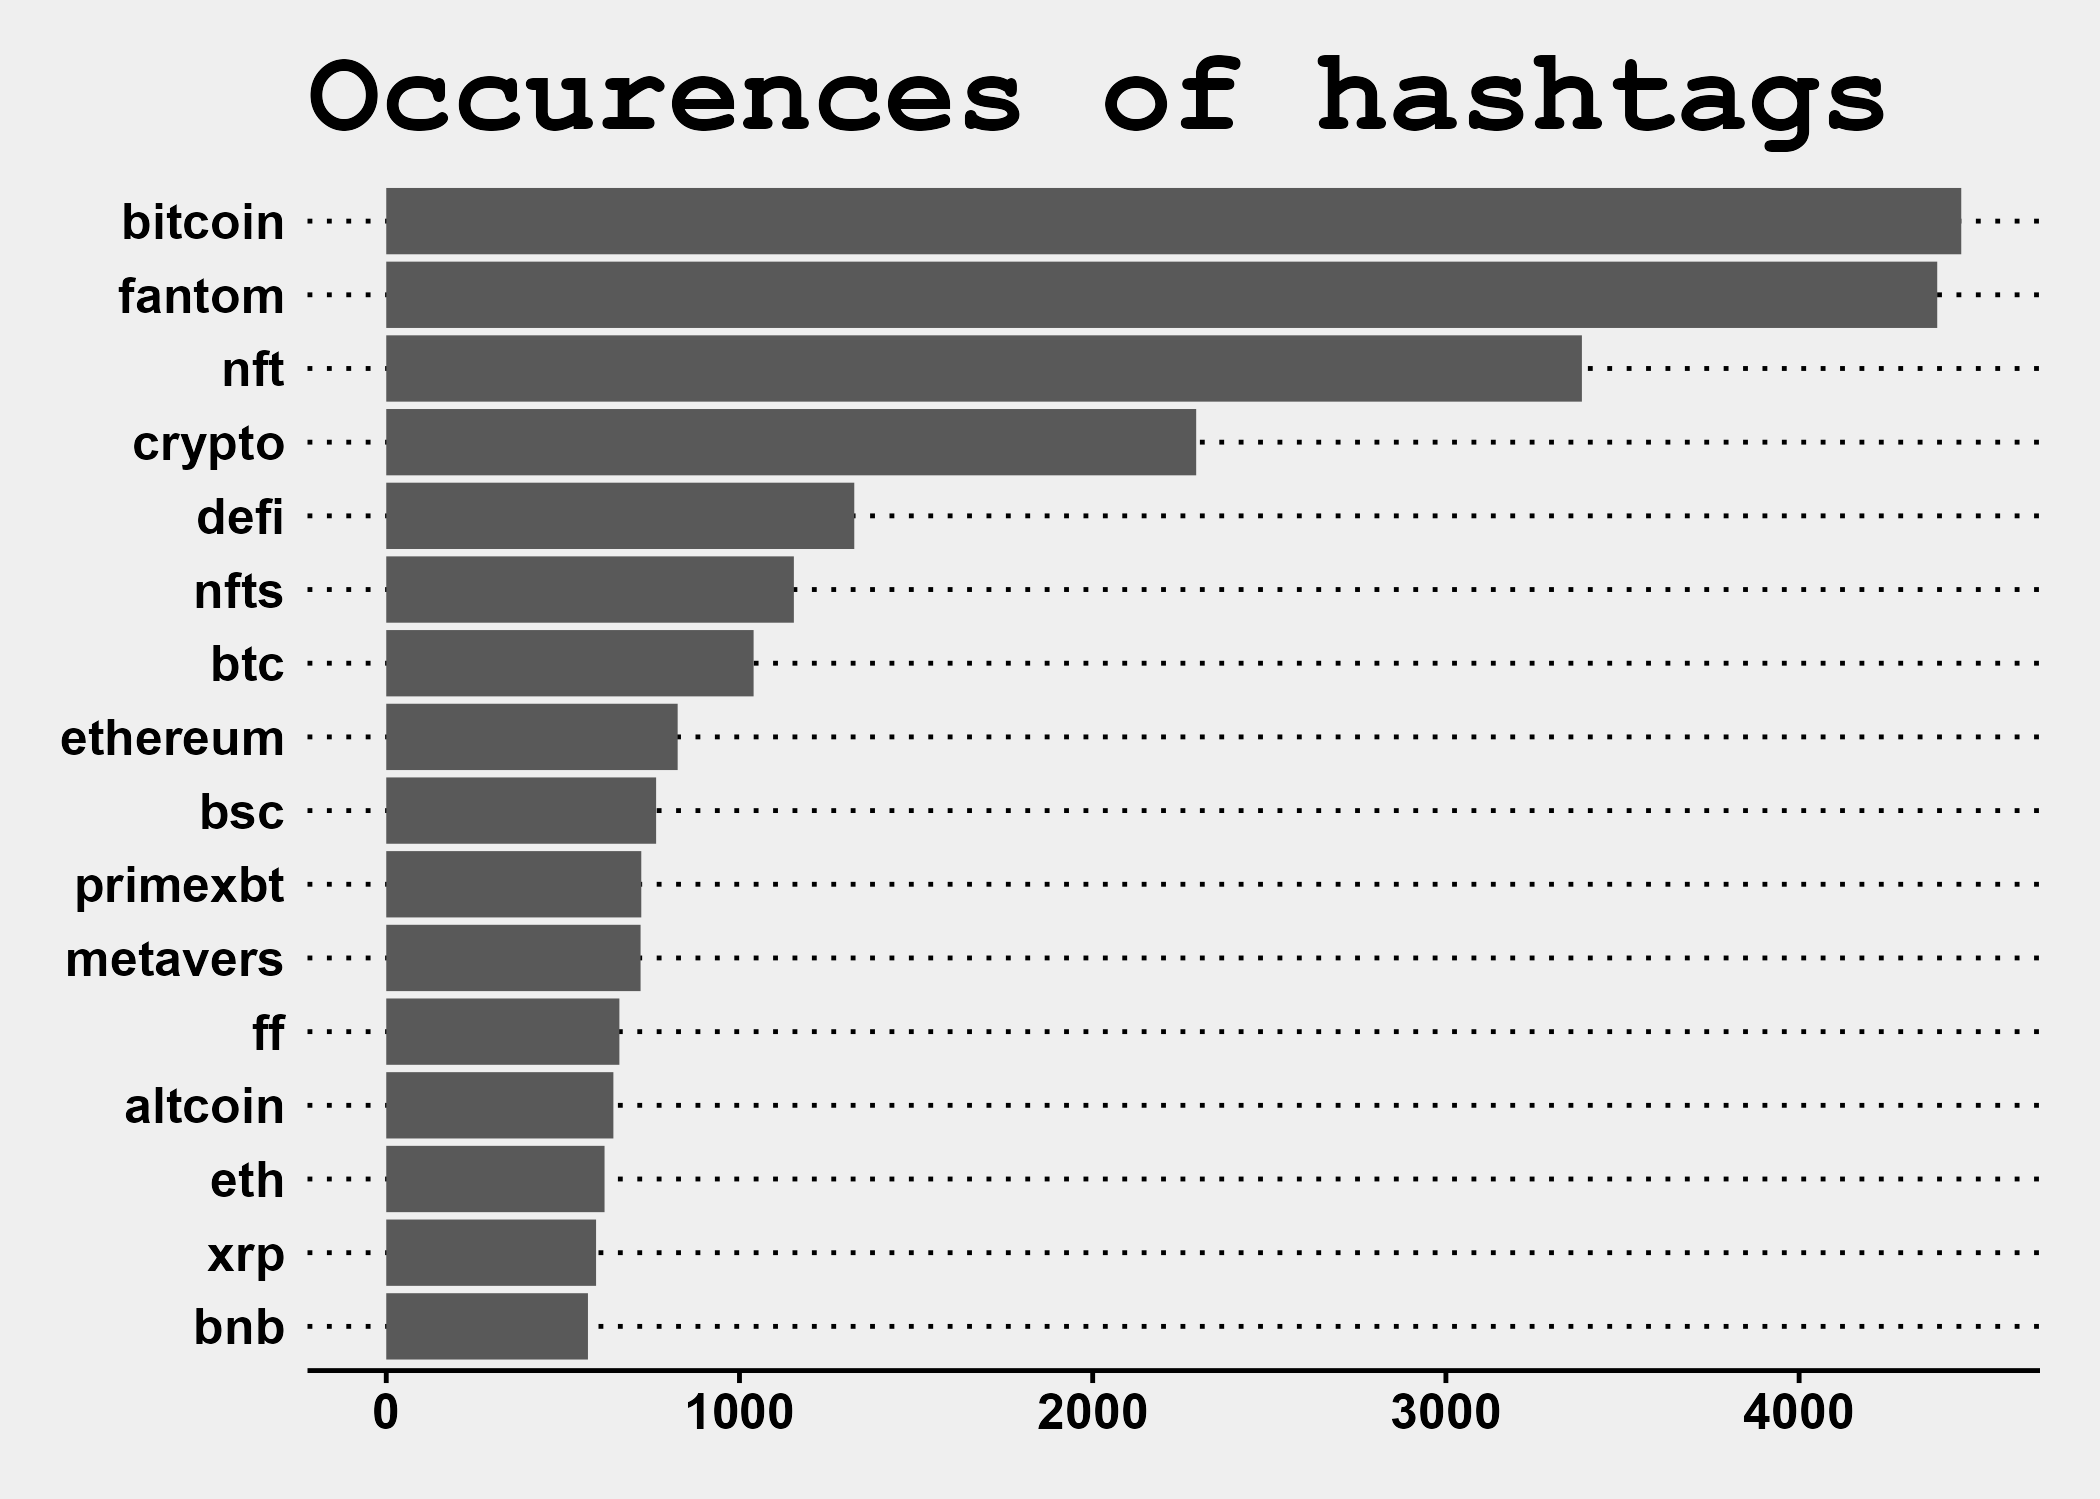 Occurences of hashtags
bitcoin
fantom
nft
crypto
defi
nfts
btc
ethereum
bsc
primexbt
metavers
ff
altcoin
eth
xrp
bnb
0 1000 2000 3000 4000